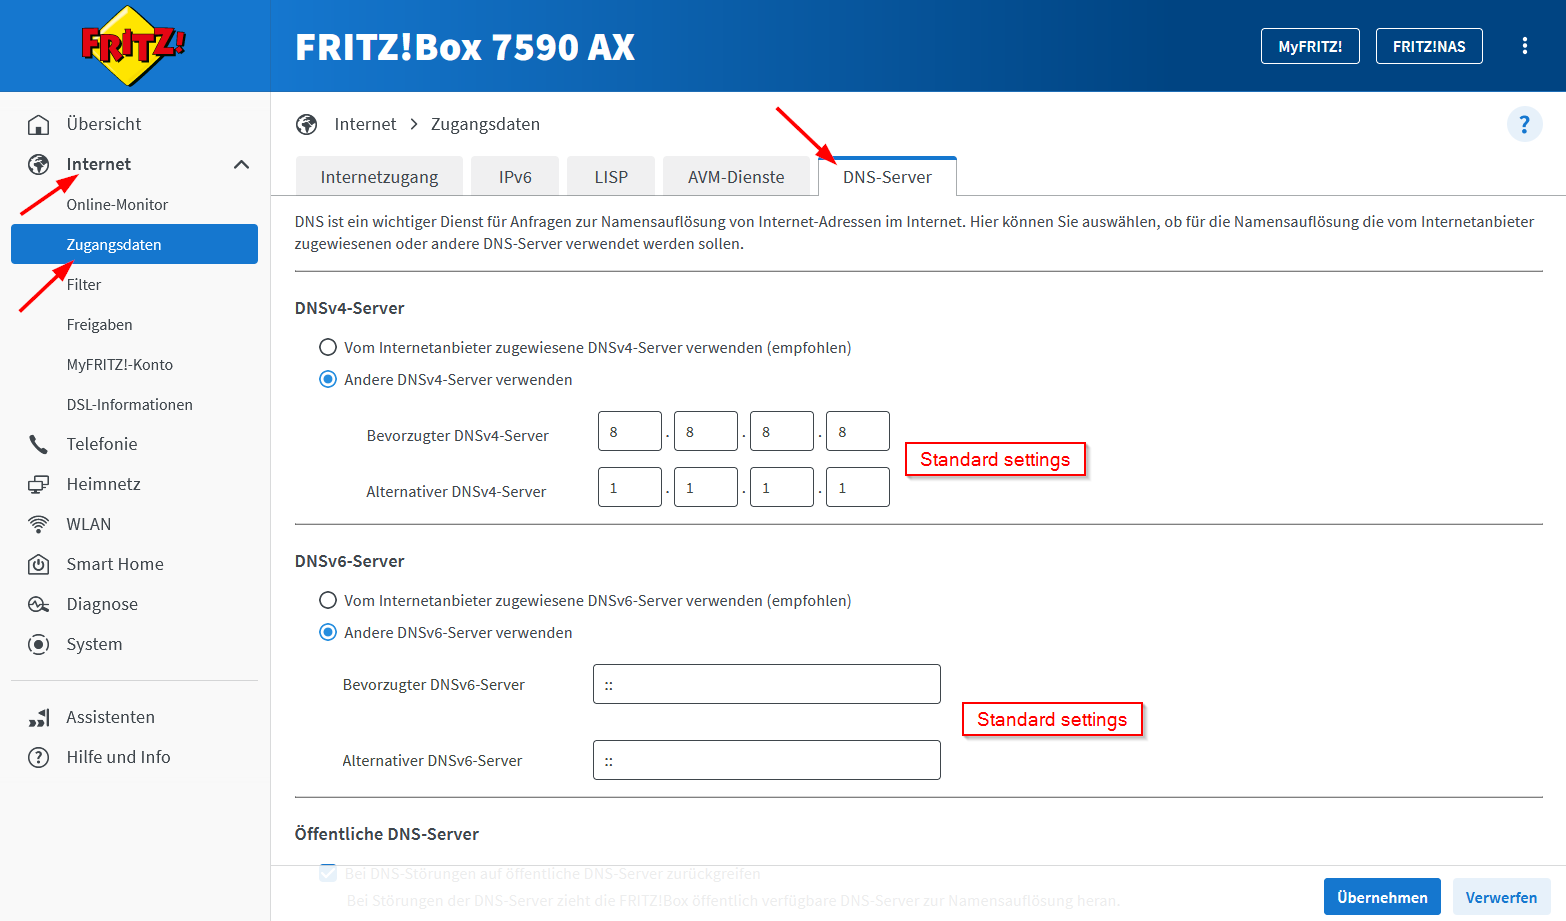 FRITZ!
FRITZ!Box 7590 AX
MyFRITZ!
FRITZ!NAS
Übersicht
Internet
Online-Monitor
Zugangsdaten
Filter
Freigaben
MyFRITZ!-Konto
DSL-Informationen
Telefonie
Heimnetz
WLAN
Smart Home
Diagnose
System
Assistenten
Hilfe und Info
Internet > Zugangsdaten
?
Internetzugang IPv6 LISP AVM-Dienste DNS-Server
DNS ist ein wichtiger Dienst für Anfragen zur Namensauflösung von Internet-Adressen im Internet. Hier können Sie auswählen, ob für die Namensauflösung die vom Internetanbieter
zugewiesenen oder andere DNS-Server verwendet werden sollen.
DNSv4-Server
Vom Internetanbieter zugewiesene DNSv4-Server verwenden (empfohlen)
Andere DNSv4-Server verwenden
Bevorzugter DNSv4-Server 8 . 8 . 8 . 8
Standard settings
Alternativer DNSv4-Server 1 . 1 . 1 . 1
DNSv6-Server
Vom Internetanbieter zugewiesene DNSv6-Server verwenden (empfohlen)
Andere DNSv6-Server verwenden
Bevorzugter DNSv6-Server ::
Standard settings
Alternativer DNSv6-Server ::
Öffentliche DNS-Server
Bei DNS-Störungen auf öffentliche DNS-Server zurückgreifen
Bei Störungen der DNS-Server zieht die FRITZ!Box öffentlich verfügbare DNS-Server zur Namensauflösung heran.
Übernehmen
Verwerfen